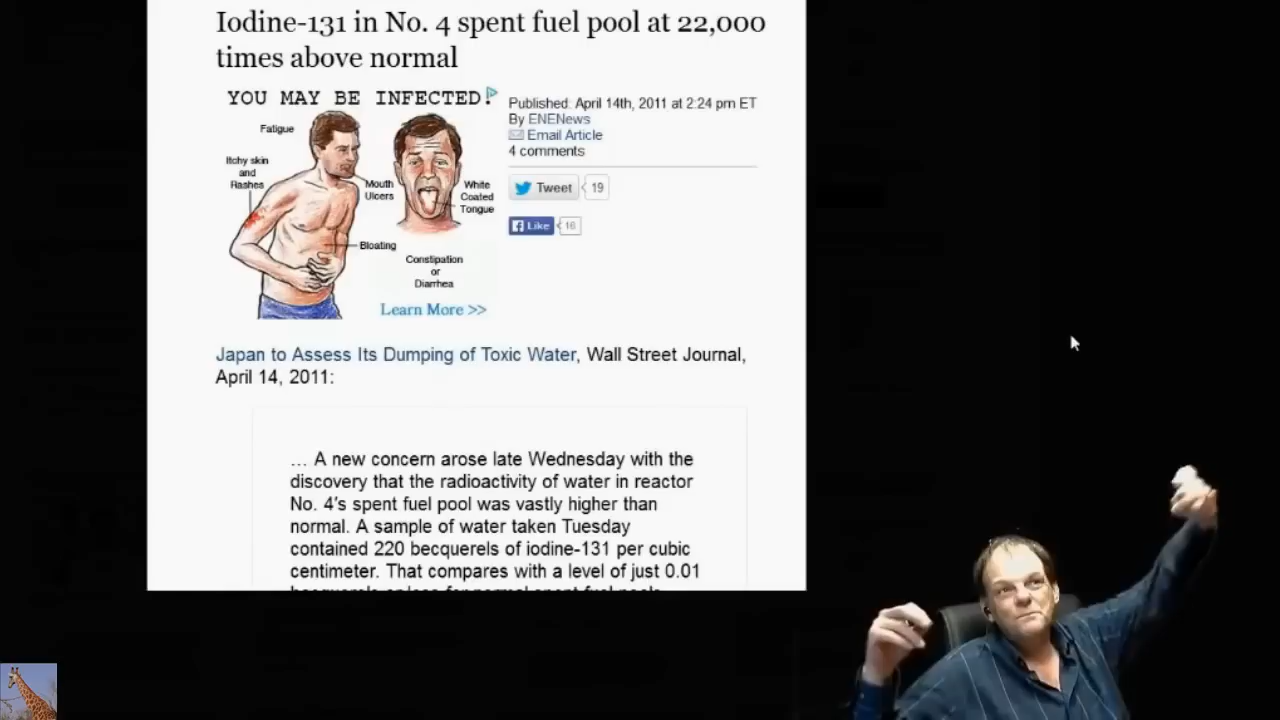 Iodine-131 in No. 4 spent fuel pool at 22,000
times above normal
YOU MAY BE INFECTED!
Fatigue
Itchy skin
and
Rashes
Mouth
Ulcers
White
Coated
Tongue
Bloating
Constipation
or
Diarrhea
Learn More >>
Published: April 14th, 2011 at 2:24 pm ET
By ENENews
Email Article
4 comments
Tweet 19
Like 16
Japan to Assess Its Dumping of Toxic Water, Wall Street Journal,
April 14, 2011:
... A new concern arose late Wednesday with the
discovery that the radioactivity of water in reactor
No. 4's spent fuel pool was vastly higher than
normal. A sample of water taken Tuesday
contained 220 becquerels of iodine-131 per cubic
centimeter. That compares with a level of just 0.01